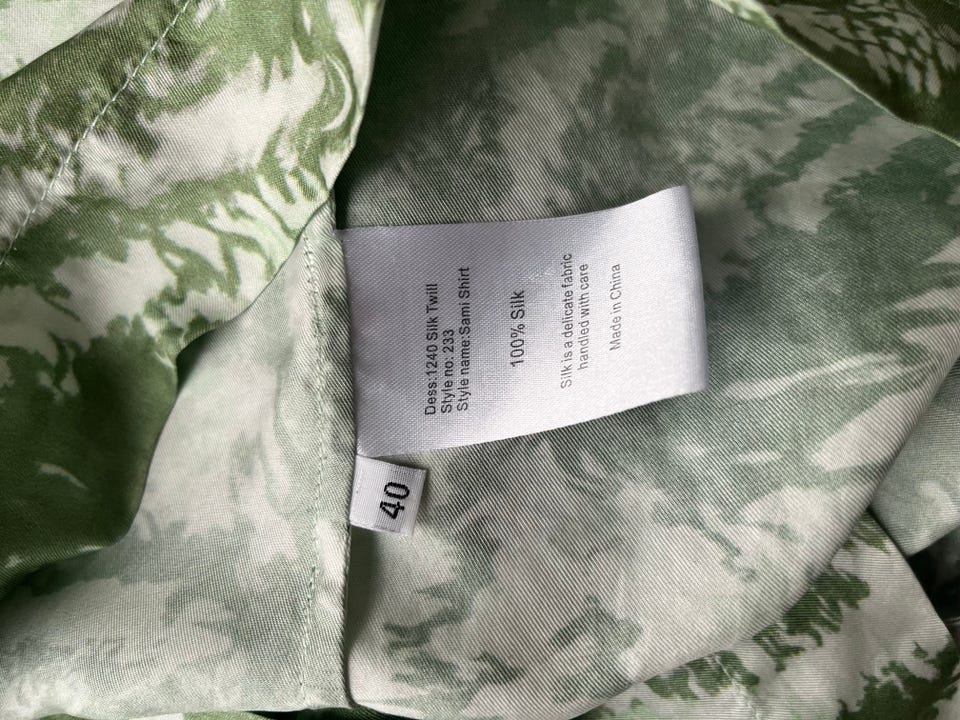 Dess:1240 Silk Twill
Style no: 233
Style name:Sami Shirt
100% Silk
Silk is a delicate fabric
handled with care
Made in China
40